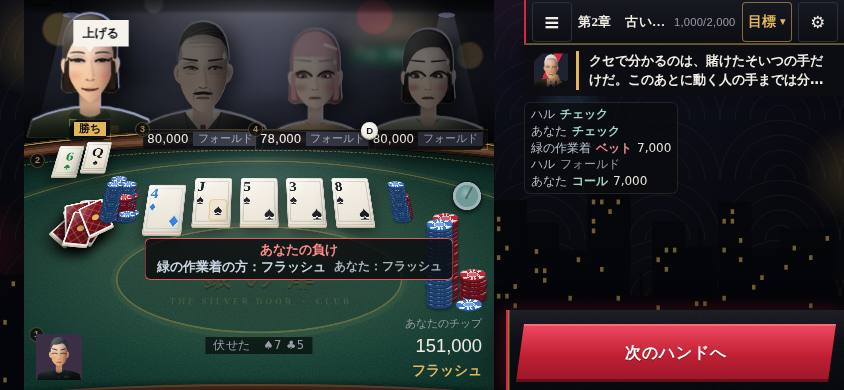 上げる
勝ち
3
80,000 フォールド
4
78,000 フォールド
D
80,000 フォールド
2
6
Q
4
J
5
3
8
あなたの負け
緑の作業着の方：フラッシュ あなた：フラッシュ
THE SILVER DOOR ・ CLUB
あなたのチップ
151,000
フラッシュ
伏せた ♠7 ♣5
第2章 古い…
1,000/2,000
目標 ▾
クセで分かるのは、賭けたそいつの手だ
けだ。このあとに動く人の手までは分…
ハル チェック
あなた チェック
緑の作業着 ベット 7,000
ハル フォールド
あなた コール 7,000
次のハンドへ